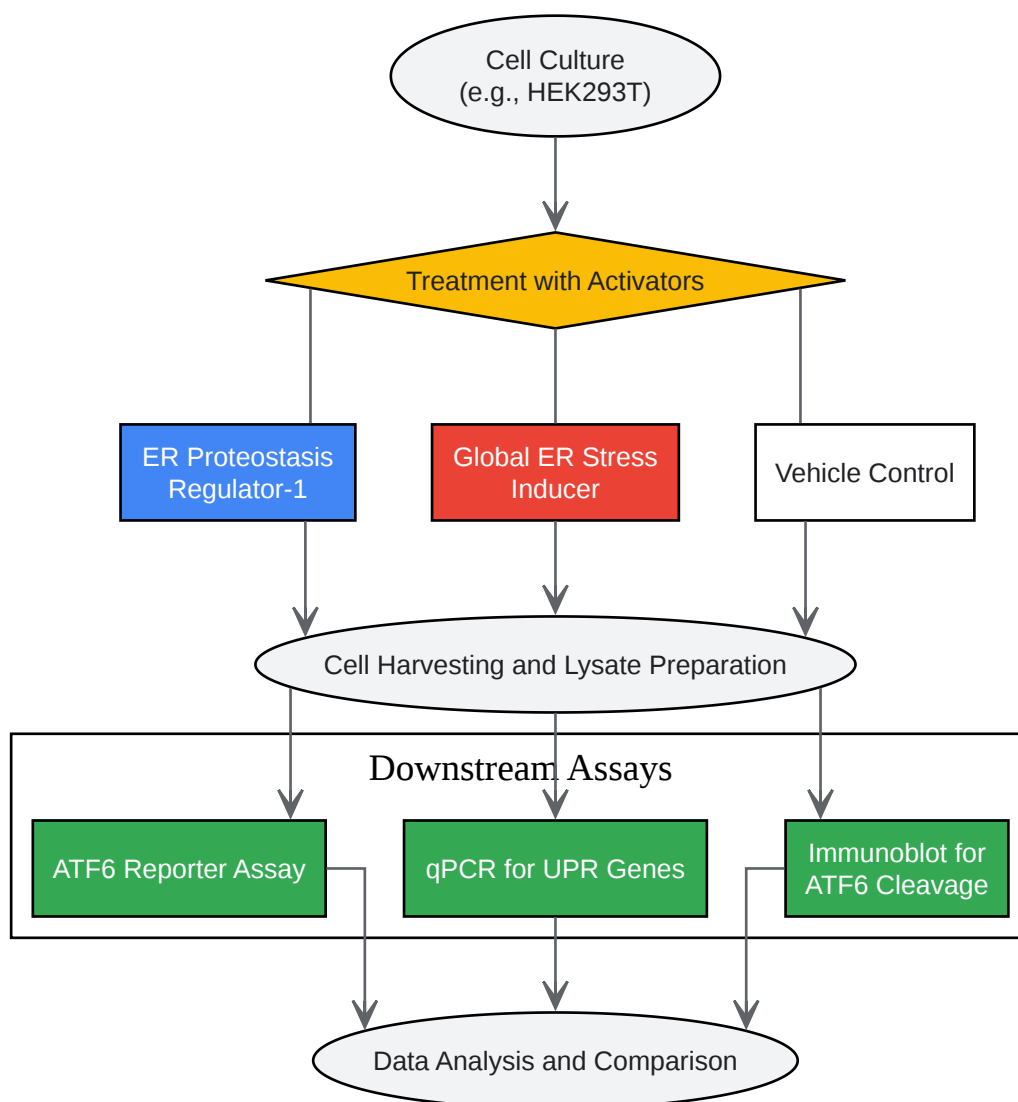 Cell Culture
(e.g., HEK293T)
Treatment with Activators
ER Proteostasis
Regulator-1
Global ER Stress
Inducer
Vehicle Control
Cell Harvesting and Lysate Preparation
Downstream Assays
ATF6 Reporter Assay
qPCR for UPR Genes
Immunoblot for
ATF6 Cleavage
Data Analysis and Comparison